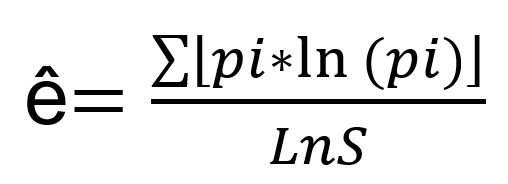 ê= ∑⌊pi∗ln (pi)⌋
LnS